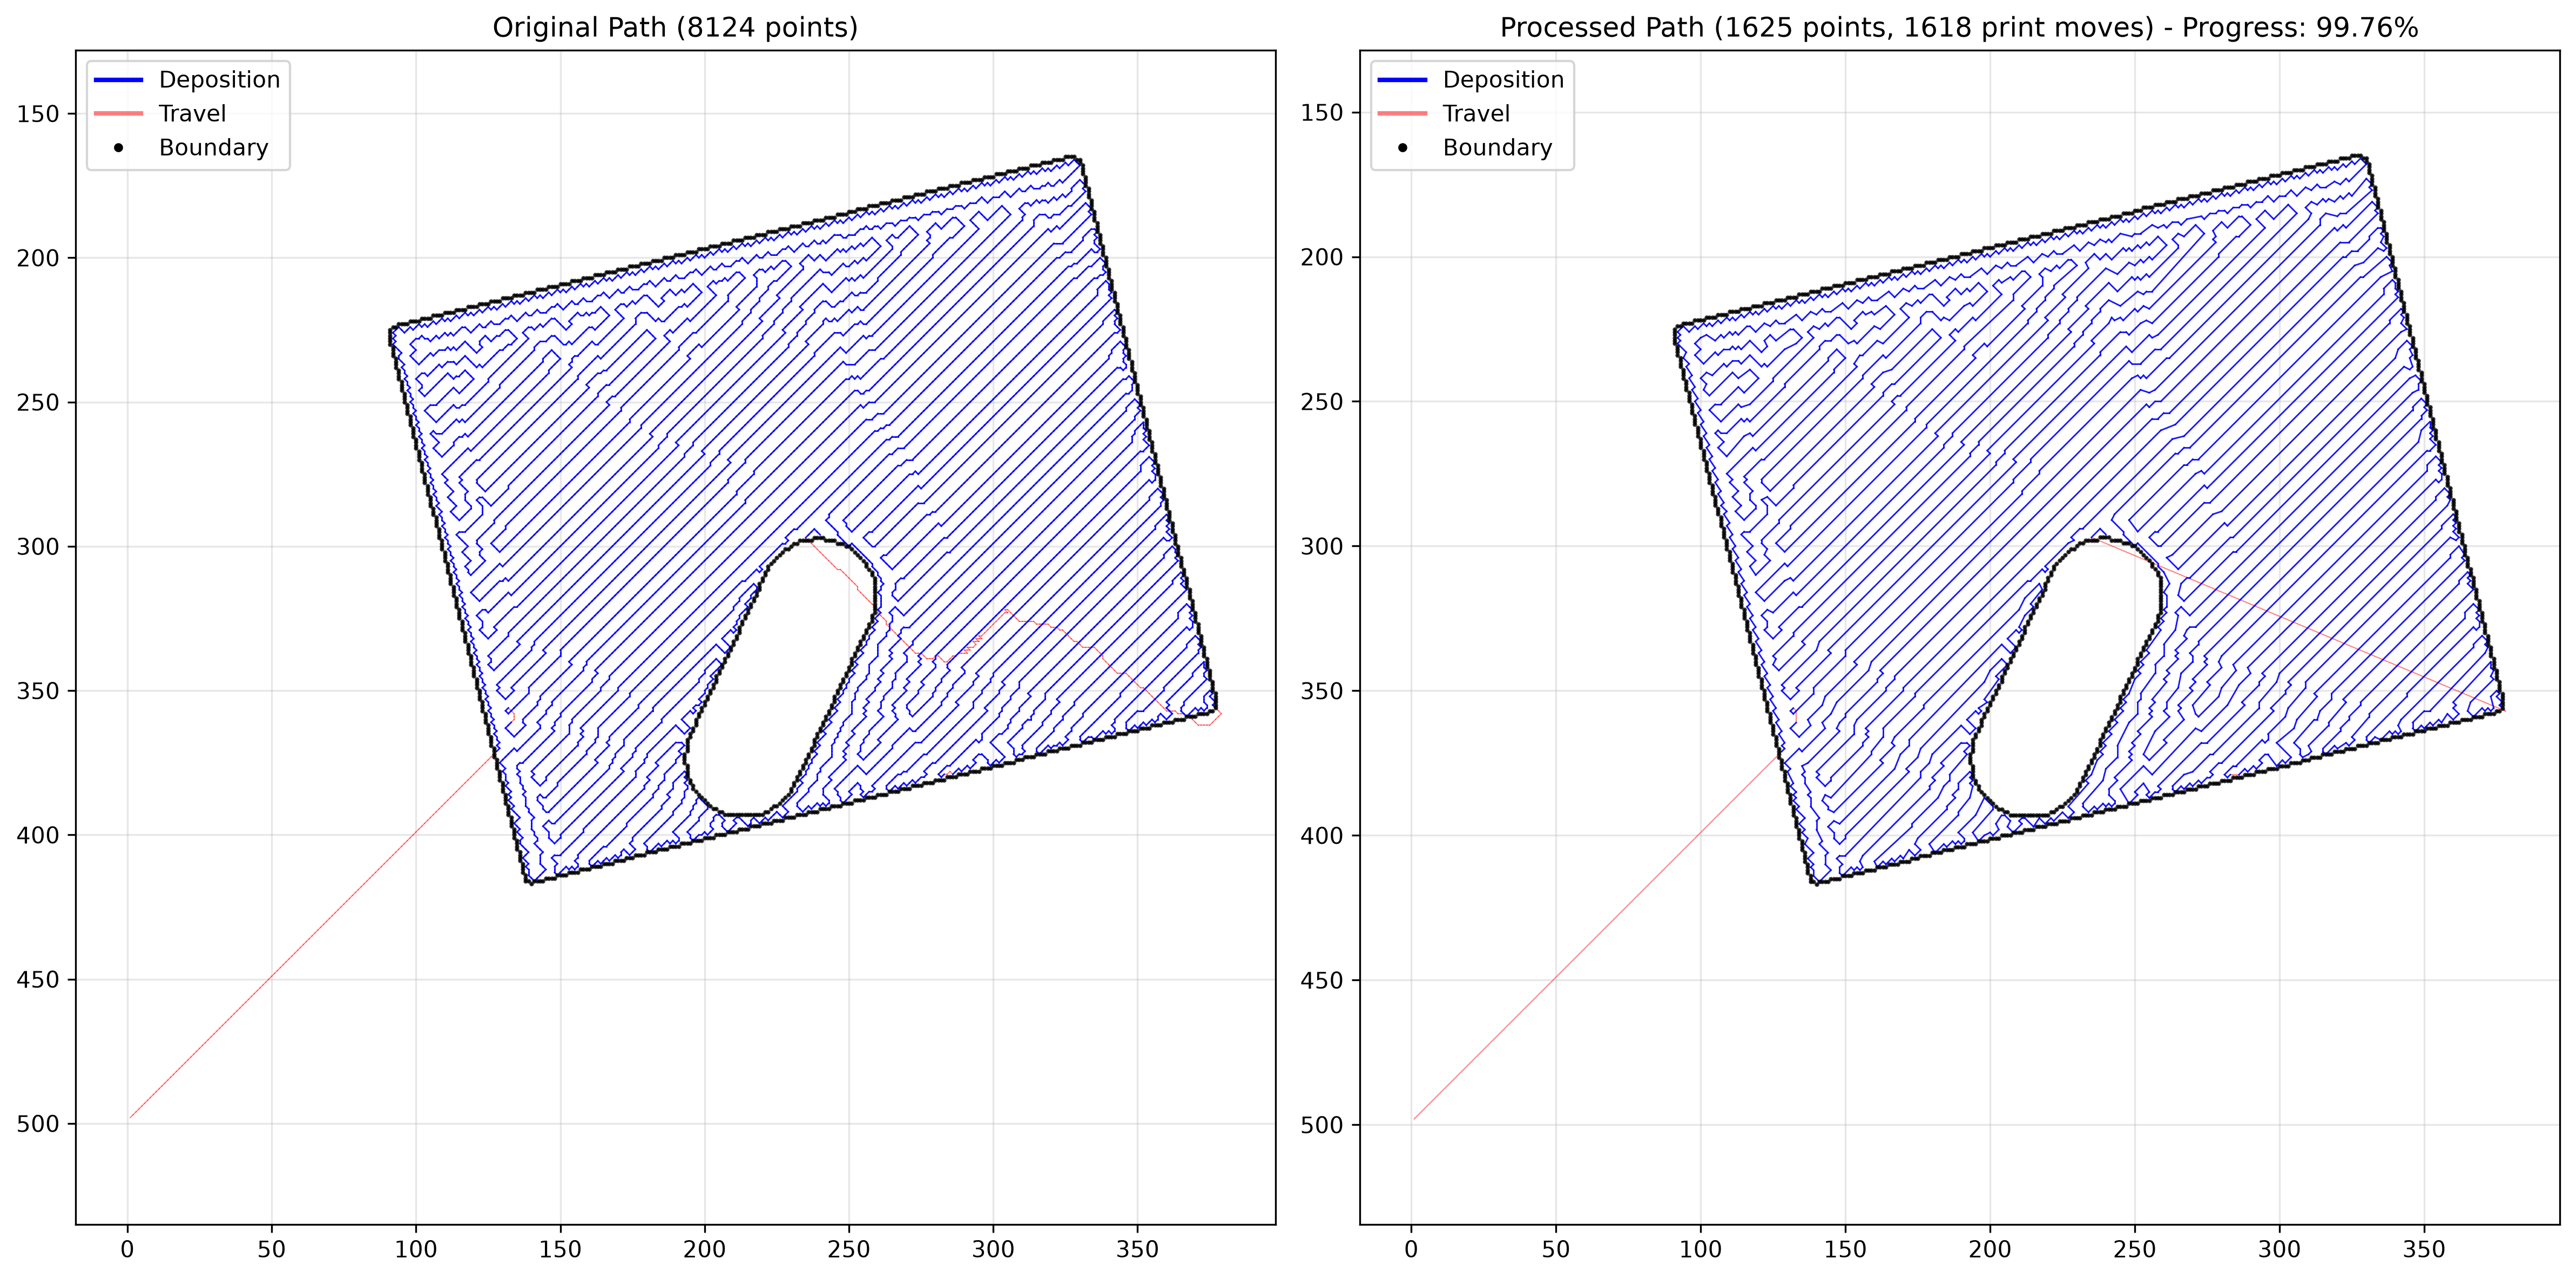 Original Path (8124 points)
Deposition
Travel
Boundary
150
200
250
300
350
400
450
500
0 50 100 150 200 250 300 350
Processed Path (1625 points, 1618 print moves) - Progress: 99.76%
Deposition
Travel
Boundary
150
200
250
300
350
400
450
500
0 50 100 150 200 250 300 350